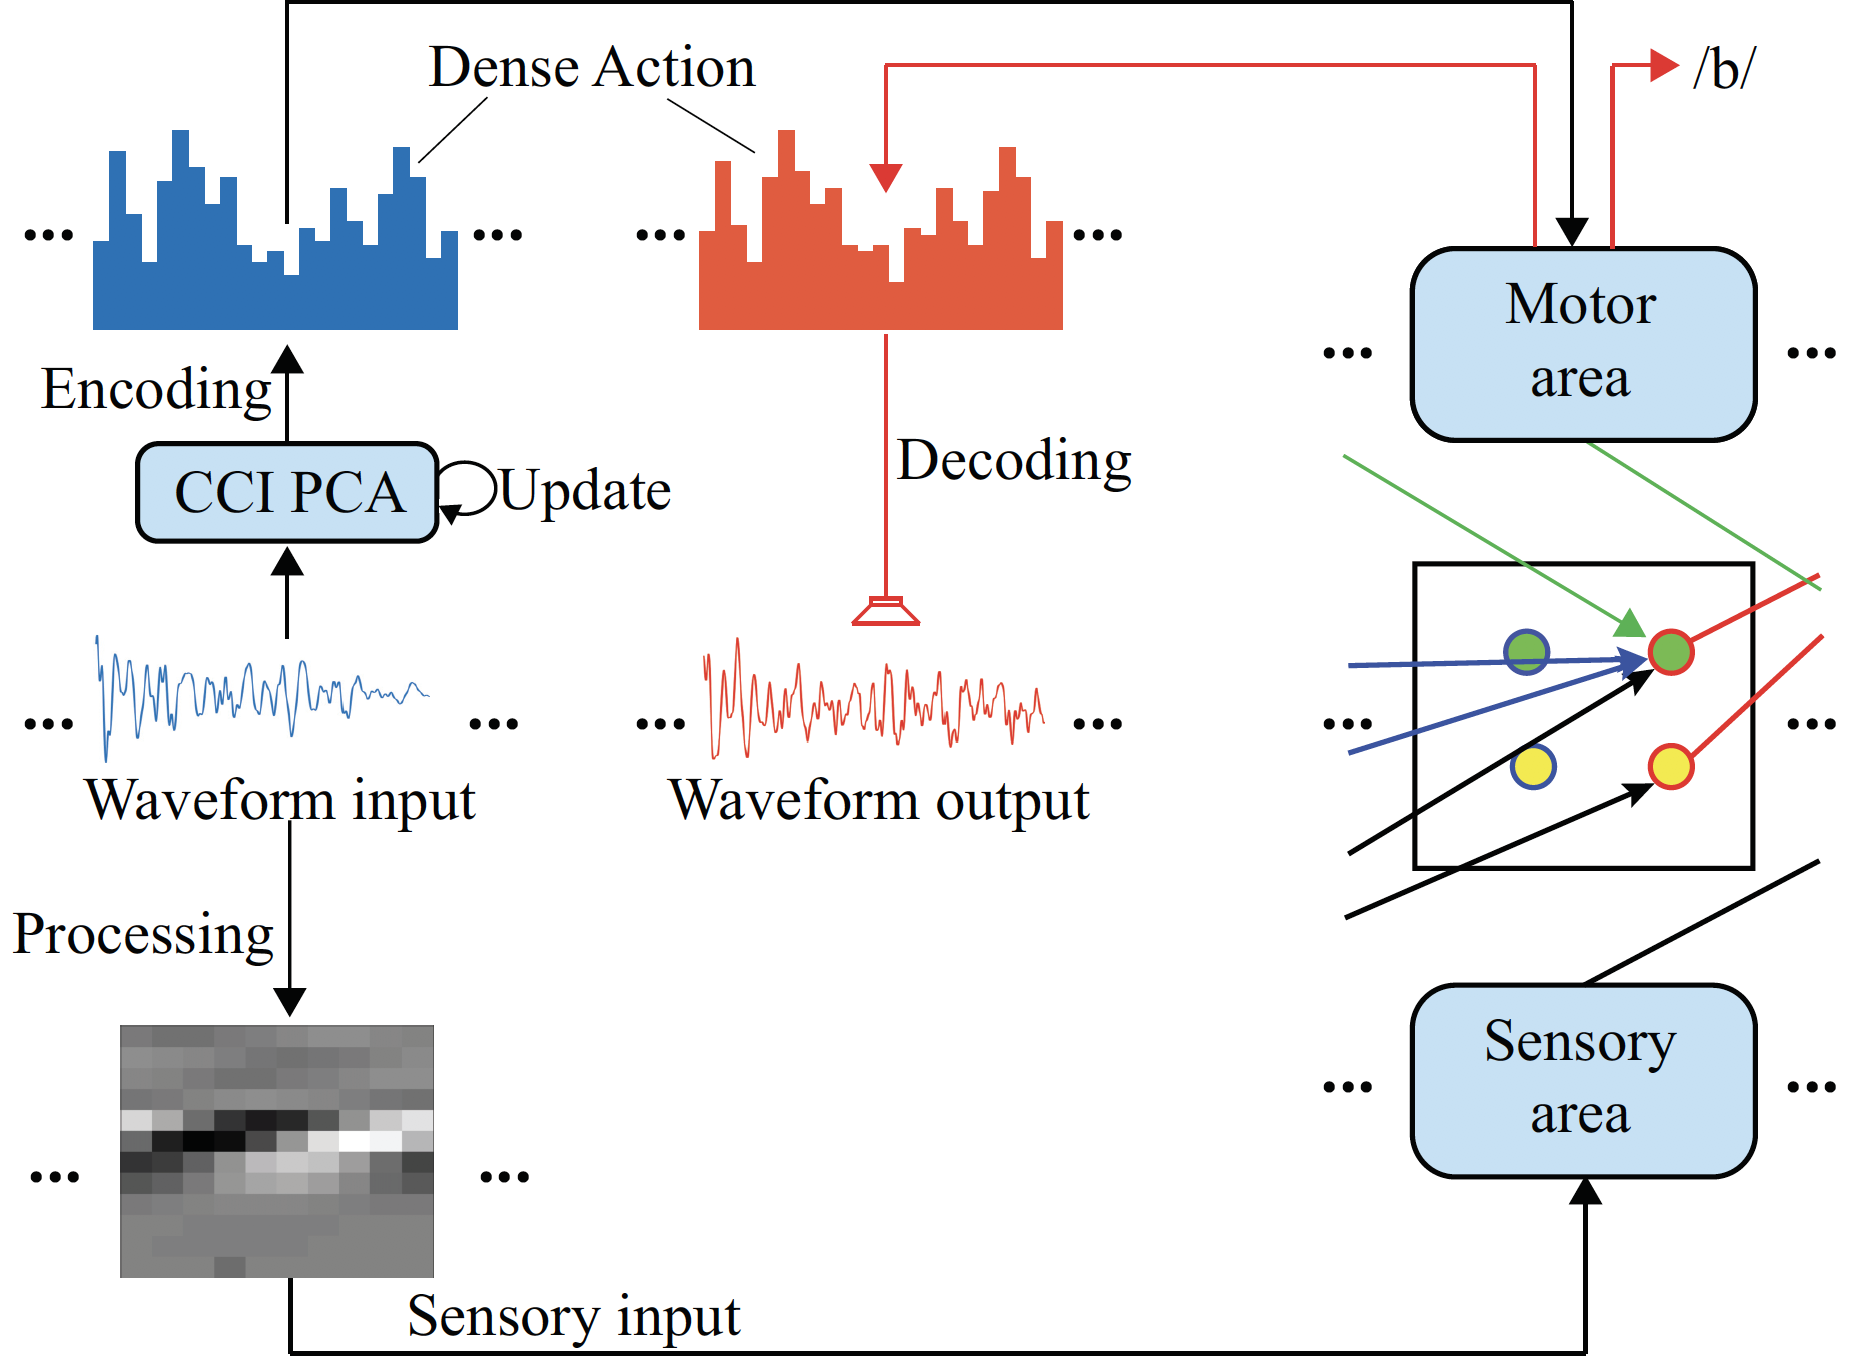 Dense Action
/b/
Motor
area
Encoding
CCI PCA
Update
Decoding
Waveform input
Waveform output
Processing
Sensory
area
Sensory input